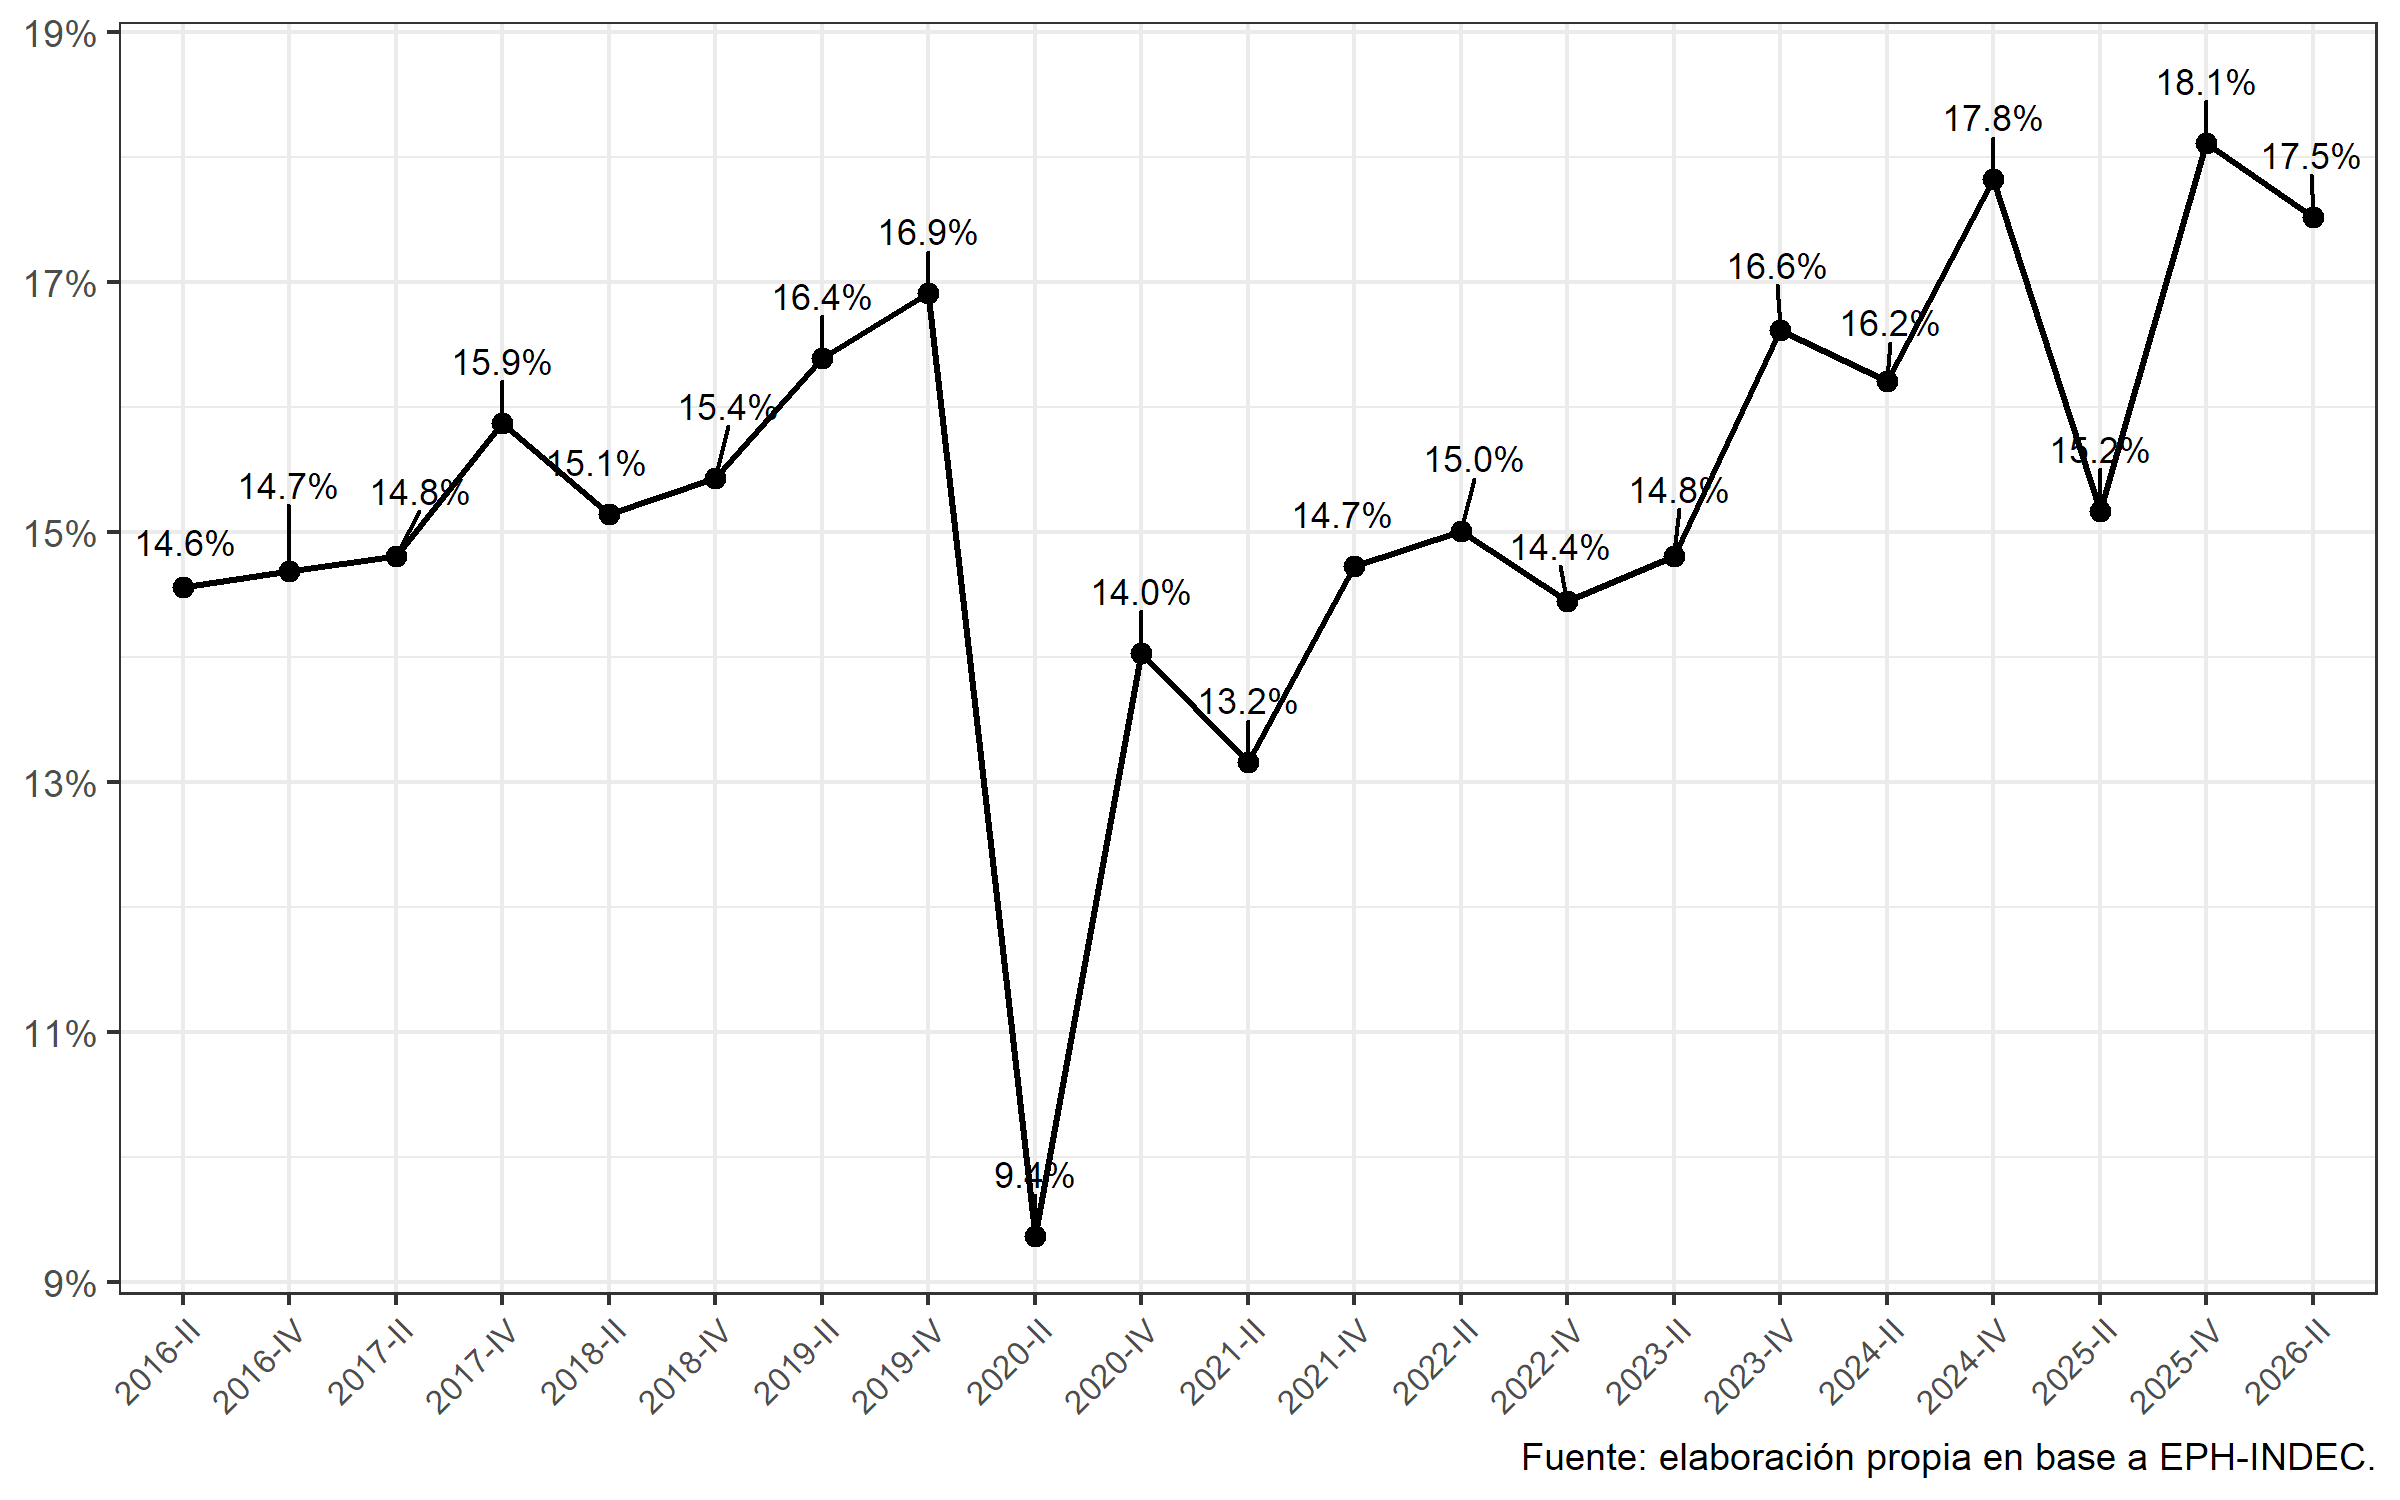 19%
17%
15%
13%
11%
9%
14.6%
14.7%
14.8%
15.9%
15.1%
15.4%
16.4%
16.9%
9.4%
14.0%
13.2%
14.7%
15.0%
14.4%
14.8%
16.6%
16.2%
17.8%
15.2%
18.1%
17.5%
2016-II
2016-IV
2017-II
2017-IV
2018-II
2018-IV
2019-II
2019-IV
2020-II
2020-IV
2021-II
2021-IV
2022-II
2022-IV
2023-II
2023-IV
2024-II
2024-IV
2025-II
2025-IV
2026-II
Fuente: elaboración propia en base a EPH-INDEC.